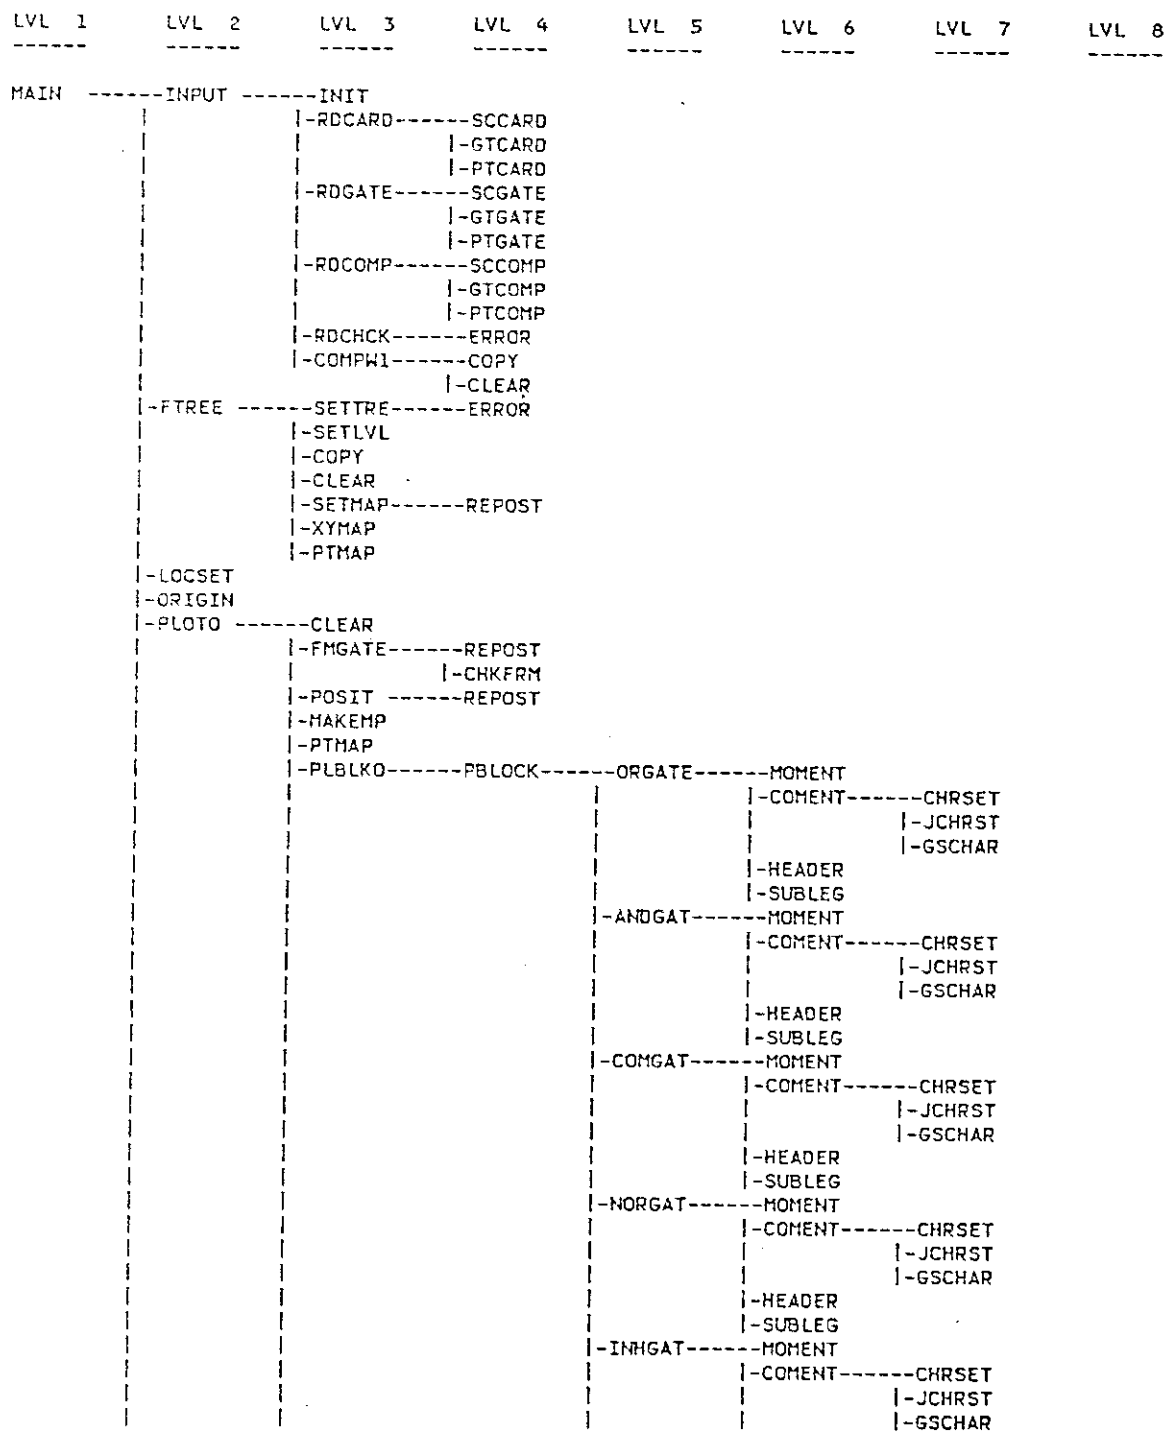 LVL 1 LVL 2 LVL 3 LVL 4 LVL 5 LVL 6 LVL 7 LVL 8
------ ------ ------ ------ ------ ------ ------ ------
MAIN ------INPUT ------INIT
| |-RDCARD------SCCARD
| | |-GTCARD
| | |-PTCARD
| |-RDGATE------SCGATE
| | |-GTGATE
| | |-PTGATE
| |-RDCOMP------SCCOMP
| | |-GTCOMP
| | |-PTCOMP
| |-RDCHCK------ERROR
| |-COMPW1------COPY
| |-CLEAR
|-FTREE ------SETTRE------ERROR
| |-SETLVL
| |-COPY
| |-CLEAR
| |-SETMAP------REPOST
| |-XYMAP
| |-PTMAP
|-LOCSET
|-ORIGIN
|-PLOTO ------CLEAR
| |-FMGATE------REPOST
| | |-CHKFRM
| |-POSIT ------REPOST
| |-MAKEMP
| |-PTMAP
| |-PLBLKO------PBLOCK------ORGATE------MOMENT
| | | |-COMENT------CHRSET
| | | | |-JCHRST
| | | | |-GSCHAR
| | | |-HEADER
| | | |-SUBLEG
| | |-ANDGAT------MOMENT
| | | |-COMENT------CHRSET
| | | | |-JCHRST
| | | | |-GSCHAR
| | | |-HEADER
| | | |-SUBLEG
| | |-COMGAT------MOMENT
| | | |-COMENT------CHRSET
| | | | |-JCHRST
| | | | |-GSCHAR
| | | |-HEADER
| | | |-SUBLEG
| | |-NORGAT------MOMENT
| | | |-COMENT------CHRSET
| | | | |-JCHRST
| | | | |-GSCHAR
| | | |-HEADER
| | | |-SUBLEG
| | |-INHGAT------MOMENT
| | | |-COMENT------CHRSET
| | | | |-JCHRST
| | | | |-GSCHAR